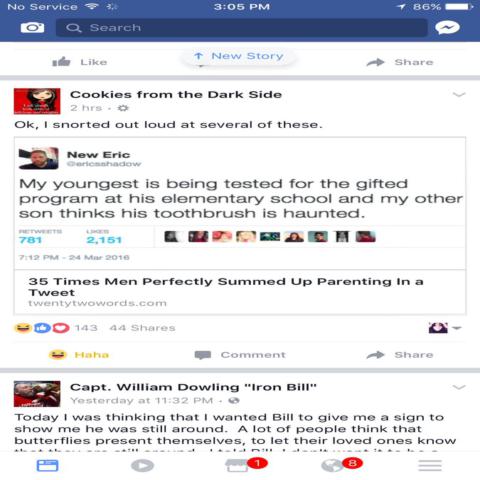 No Service 3:05 PM 86%
Search
Like ↑ New Story Share
Cookies from the Dark Side
2 hrs ·
Ok, I snorted out loud at several of these.
New Eric
@ericsshadow
My youngest is being tested for the gifted
program at his elementary school and my other
son thinks his toothbrush is haunted.
RETWEETS LIKES
781 2,151
7:12 PM - 24 Mar 2016
35 Times Men Perfectly Summed Up Parenting In a
Tweet
twentytwowords.com
143 44 Shares
Haha Comment Share
Capt. William Dowling "Iron Bill"
Yesterday at 11:32 PM ·
Today I was thinking that I wanted Bill to give me a sign to
show me he was still around. A lot of people think that
butterflies present themselves, to let their loved ones know
1 8